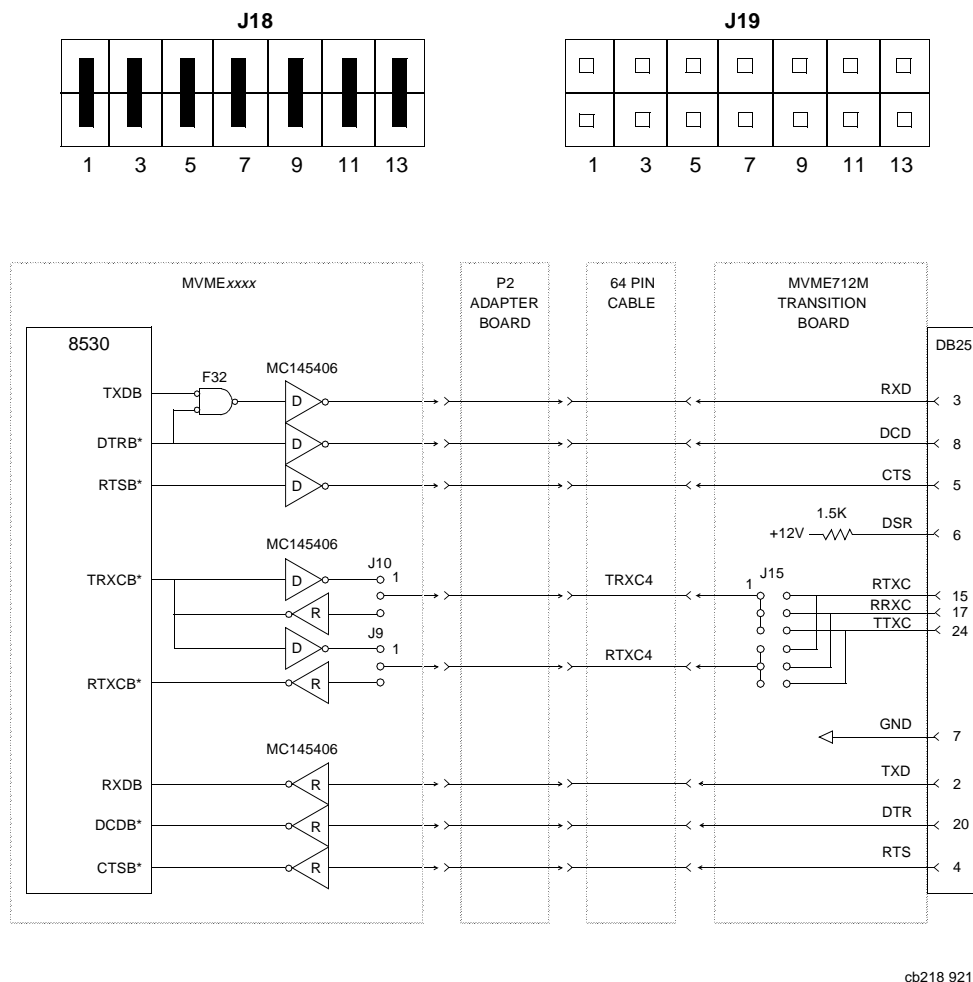 J18 J19
1 3 5 7 9 11 13 1 3 5 7 9 11 13
MVMExxxx P2 ADAPTER BOARD 64 PIN CABLE MVME712M TRANSITION BOARD
8530 DB25
MC145406
F32
TXDB D RXD 3
DTRB* D DCD 8
RTSB* D CTS 5
1.5K
+12V DSR 6
MC145406
J10 J15
TRXCB* D 1 TRXC4 1 RTXC 15
R RRXC 17
J9 TTXC 24
D 1
RTXC4
RTXCB* R
GND 7
MC145406
RXDB R TXD 2
DCDB* R DTR 20
CTSB* R RTS 4
cb218 921